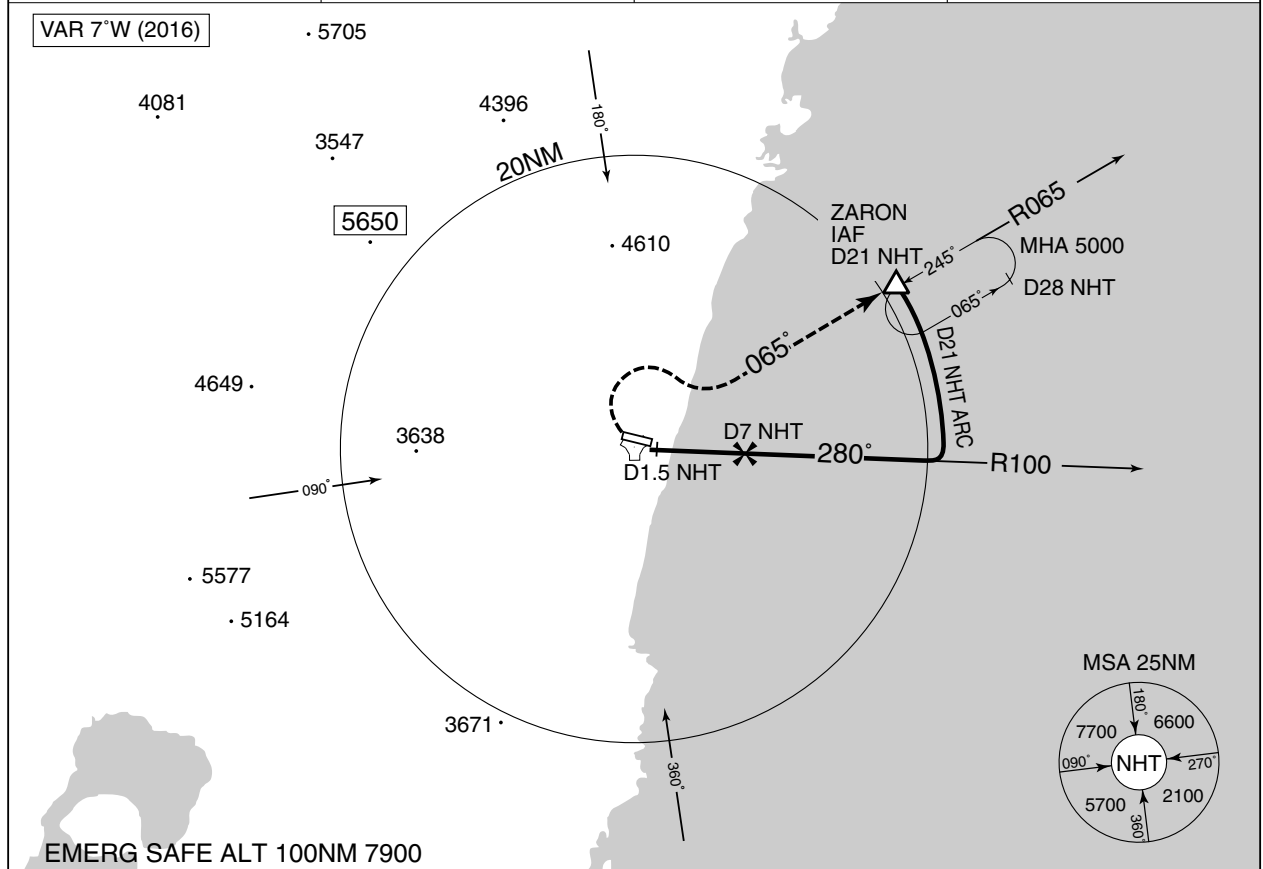 VAR 7°W (2016)
5705
4081
4396
3547
180°
20NM
5650
4610
ZARON
IAF
D21 NHT
R065
245°
MHA 5000
D28 NHT
065°
065°
D21 NHT ARC
4649
3638
D7 NHT
280°
R100
D1.5 NHT
090°
5577
5164
3671
360°
MSA 25NM
180°
7700
6600
090°
NHT
270°
5700
2100
360°
EMERG SAFE ALT 100NM 7900